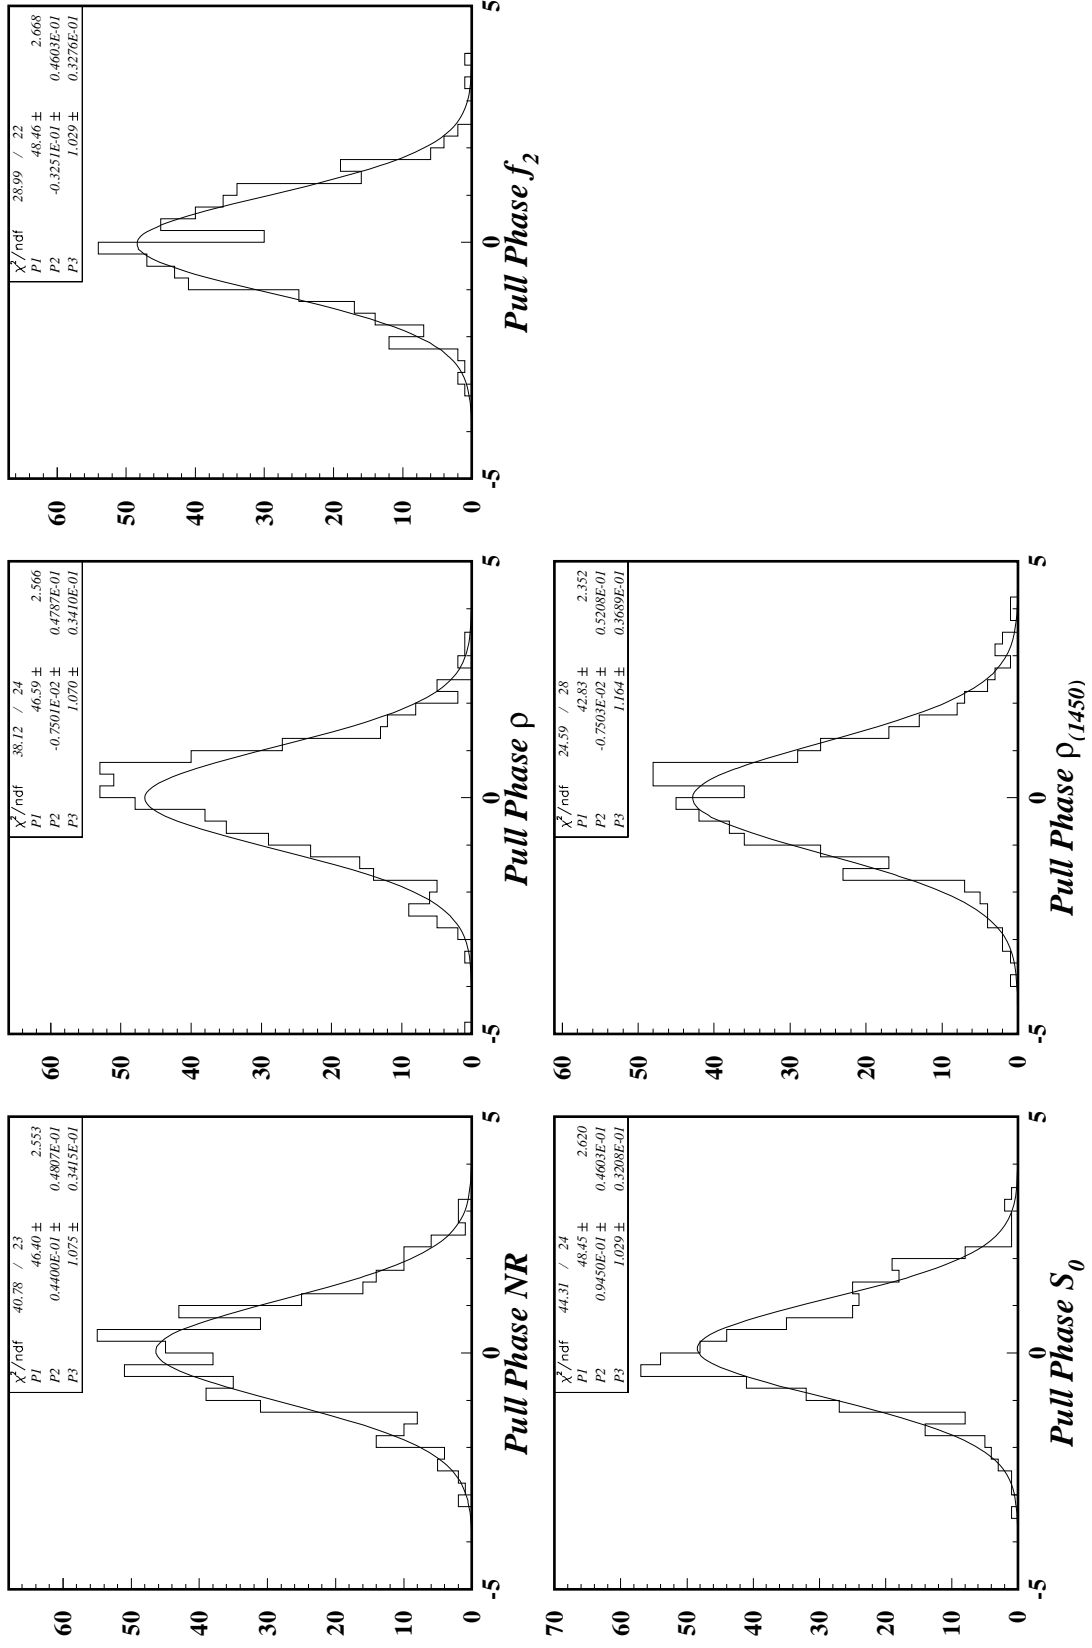 χ²/ndf 40.78 / 23
P1 46.40 ± 2.553
P2 0.4400E-01 ± 0.4807E-01
P3 1.075 ± 0.3415E-01
60
50
40
30
20
10
0
-5 0 5
Pull Phase NR
χ²/ndf 38.12 / 24
P1 46.59 ± 2.566
P2 -0.7501E-02 ± 0.4787E-01
P3 1.070 ± 0.3410E-01
60
50
40
30
20
10
0
-5 0 5
Pull Phase ρ
χ²/ndf 28.99 / 22
P1 48.46 ± 2.668
P2 -0.3251E-01 ± 0.4603E-01
P3 1.029 ± 0.3276E-01
60
50
40
30
20
10
0
-5 0 5
Pull Phase f2
χ²/ndf 44.31 / 24
P1 48.45 ± 2.620
P2 0.9450E-01 ± 0.4603E-01
P3 1.029 ± 0.3208E-01
70
60
50
40
30
20
10
0
-5 0 5
Pull Phase S0
χ²/ndf 24.59 / 28
P1 42.83 ± 2.352
P2 -0.7503E-02 ± 0.5208E-01
P3 1.164 ± 0.3689E-01
60
50
40
30
20
10
0
-5 0 5
Pull Phase ρ(1450)